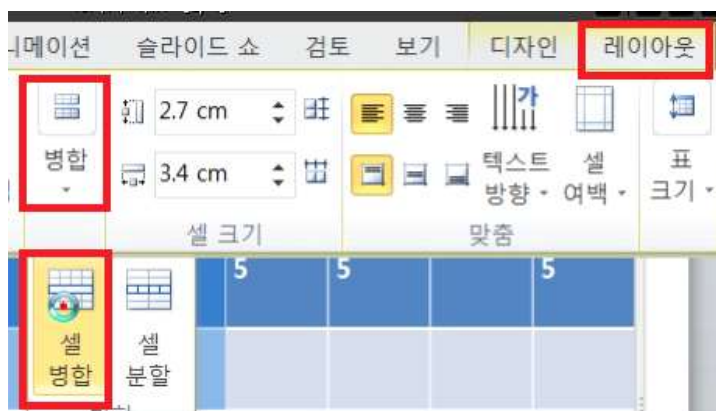 니메이션 슬라이드 쇼 검토 보기 디자인 레이아웃
병합
2.7 cm
3.4 cm
텍스트 방향
셀 여백
표 크기
셀 크기
맞춤
5 5 5
셀 병합
셀 분할